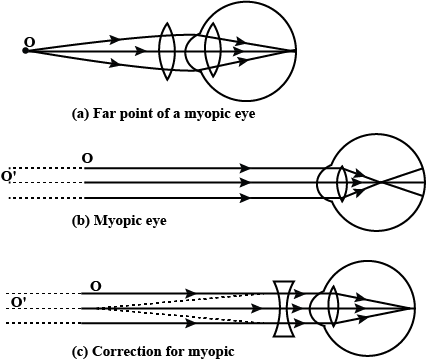 O
(a) Far point of a myopic eye
O
O'
(b) Myopic eye
O
O'
(c) Correction for myopic